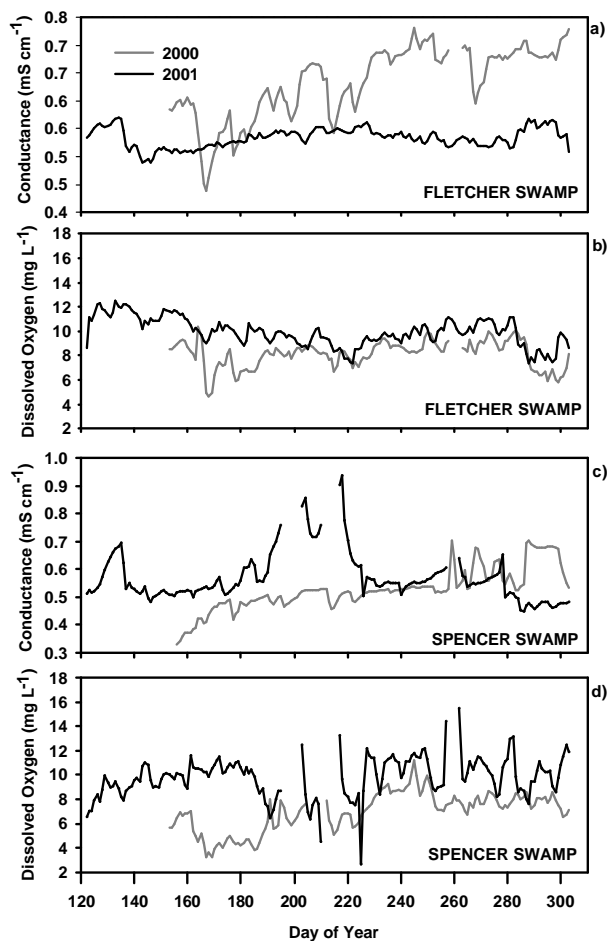 a)
0.8
0.7
0.7
0.6
0.6
0.5
0.5
0.4
Conductance (mS cm⁻¹)
2000
2001
FLETCHER SWAMP
b)
18
16
14
12
10
8
6
4
2
Dissolved Oxygen (mg L⁻¹)
FLETCHER SWAMP
c)
1.0
0.9
0.8
0.7
0.6
0.5
0.4
0.3
Conductance (mS cm⁻¹)
SPENCER SWAMP
d)
18
16
14
12
10
8
6
4
2
Dissolved Oxygen (mg L⁻¹)
SPENCER SWAMP
120 140 160 180 200 220 240 260 280 300
Day of Year